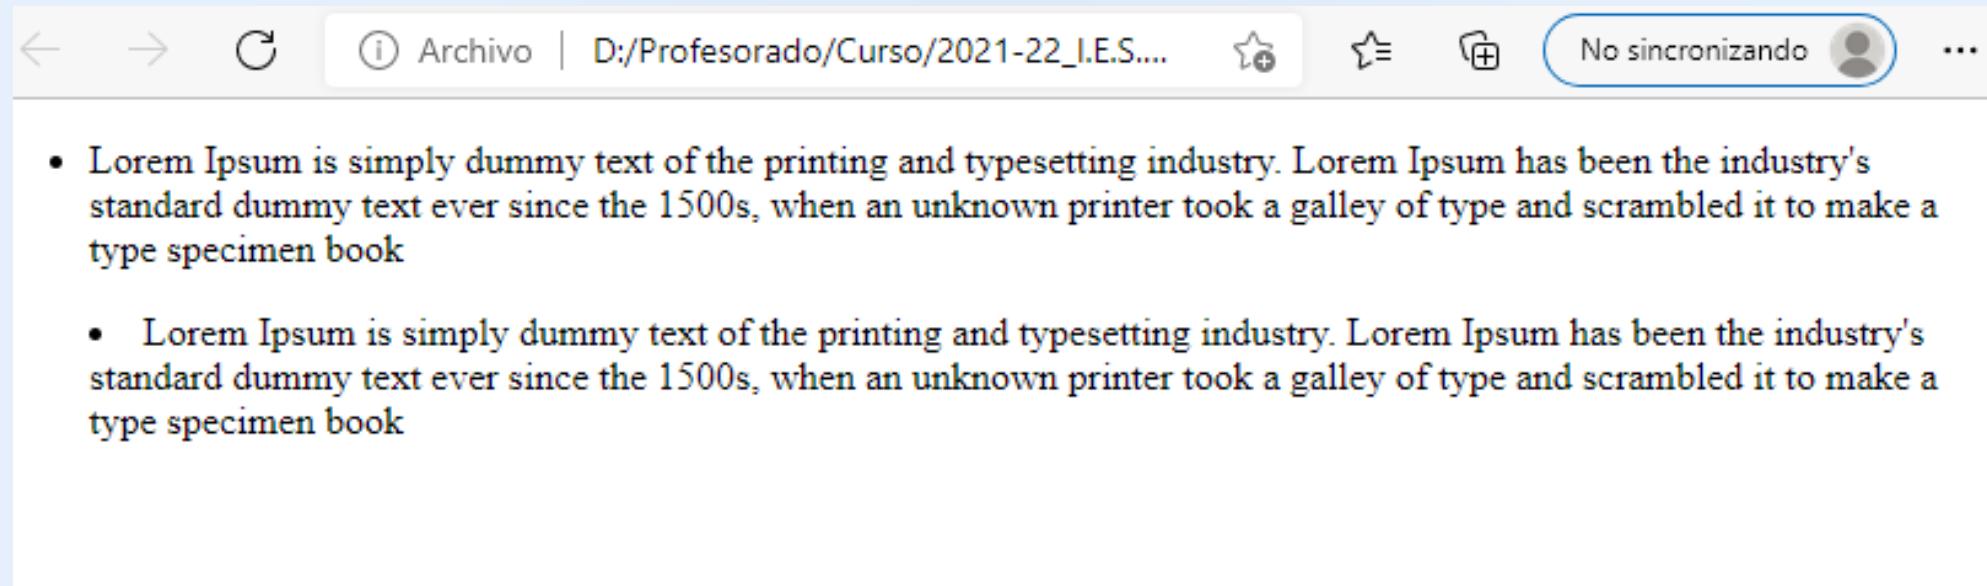 Archivo | D:/Profesorado/Curso/2021-22_I.E.S.... No sincronizando ...
• Lorem Ipsum is simply dummy text of the printing and typesetting industry. Lorem Ipsum has been the industry's
standard dummy text ever since the 1500s, when an unknown printer took a galley of type and scrambled it to make a
type specimen book
• Lorem Ipsum is simply dummy text of the printing and typesetting industry. Lorem Ipsum has been the industry's
standard dummy text ever since the 1500s, when an unknown printer took a galley of type and scrambled it to make a
type specimen book